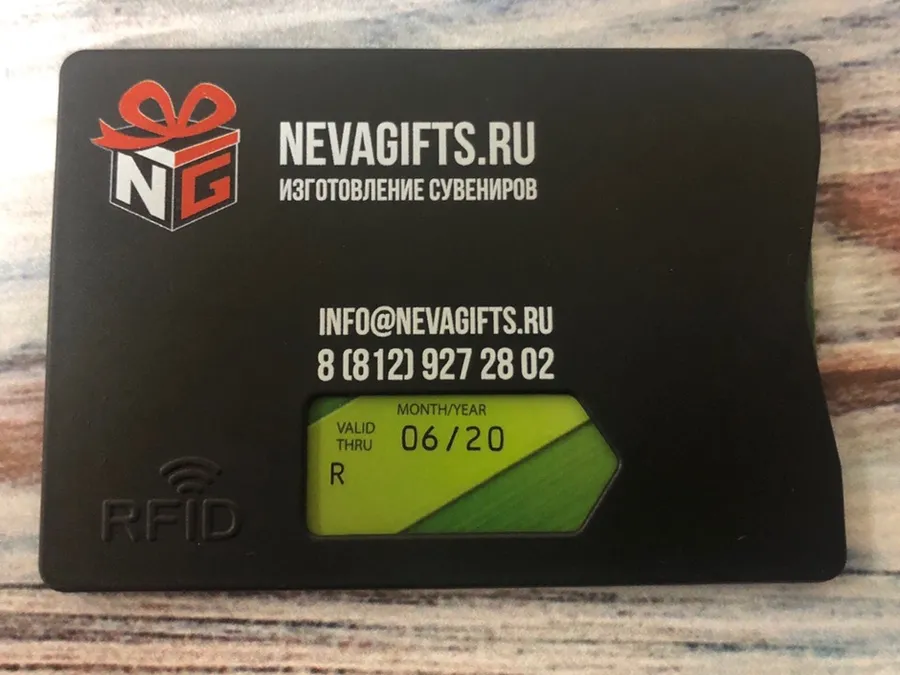 NG
NEVAGIFTS.RU
ИЗГОТОВЛЕНИЕ СУВЕНИРОВ
INFO@NEVAGIFTS.RU
8 (812) 927 28 02
MONTH/YEAR
VALID
THRU 06/20
R
RFID